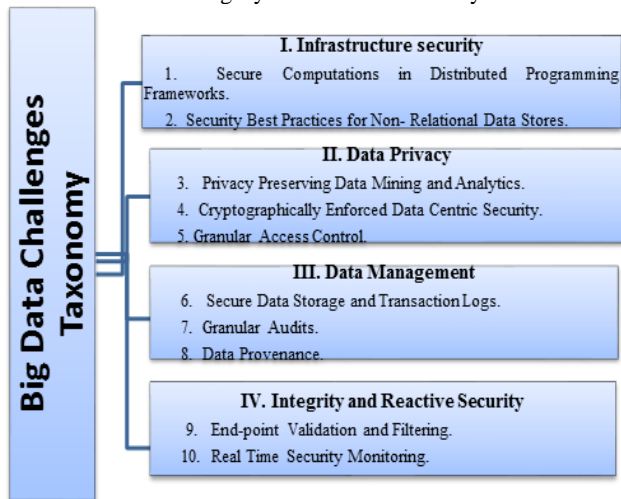 Big Data Challenges
Taxonomy
I. Infrastructure security
1. Secure Computations in Distributed Programming
Frameworks.
2. Security Best Practices for Non- Relational Data Stores.
II. Data Privacy
3. Privacy Preserving Data Mining and Analytics.
4. Cryptographically Enforced Data Centric Security.
5. Granular Access Control.
III. Data Management
6. Secure Data Storage and Transaction Logs.
7. Granular Audits.
8. Data Provenance.
IV. Integrity and Reactive Security
9. End-point Validation and Filtering.
10. Real Time Security Monitoring.